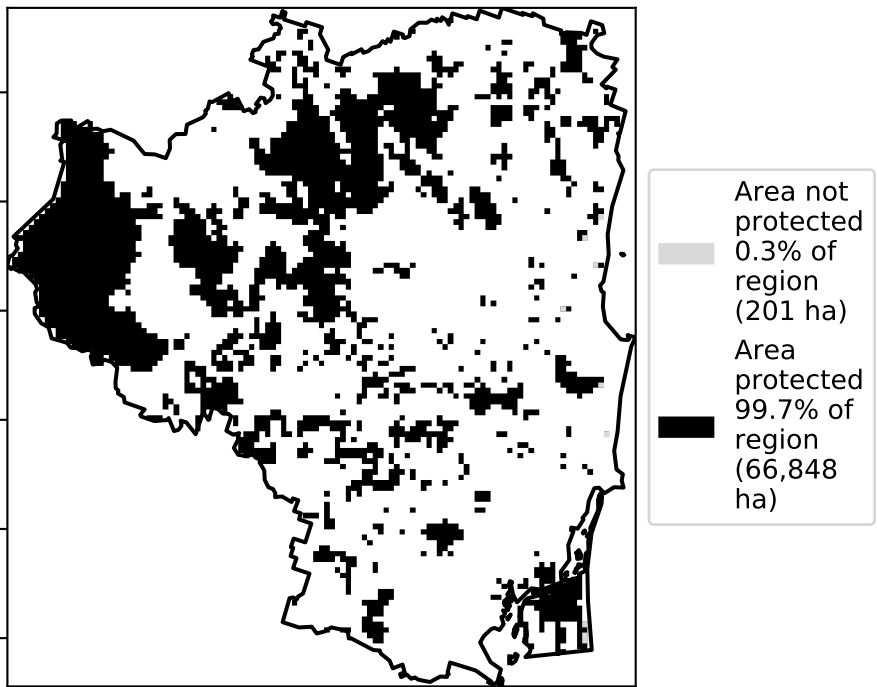 Area not
protected
0.3% of
region
(201 ha)
Area
protected
99.7% of
region
(66,848
ha)